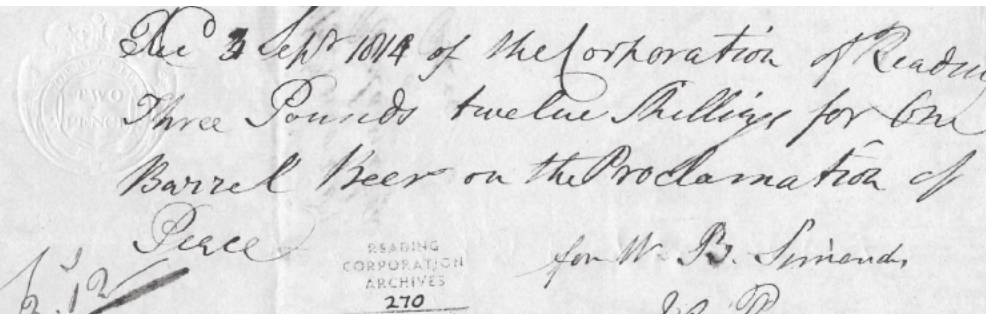 Rec^d 3 Sept^r 1814 of the Corporation of Reading
Three Pounds twelve Shillings for One
Barrel Beer on the Proclamation of
Peace
for W. B. Simonds
3.12
TWO
PENCE
READING
CORPORATION
ARCHIVES
270